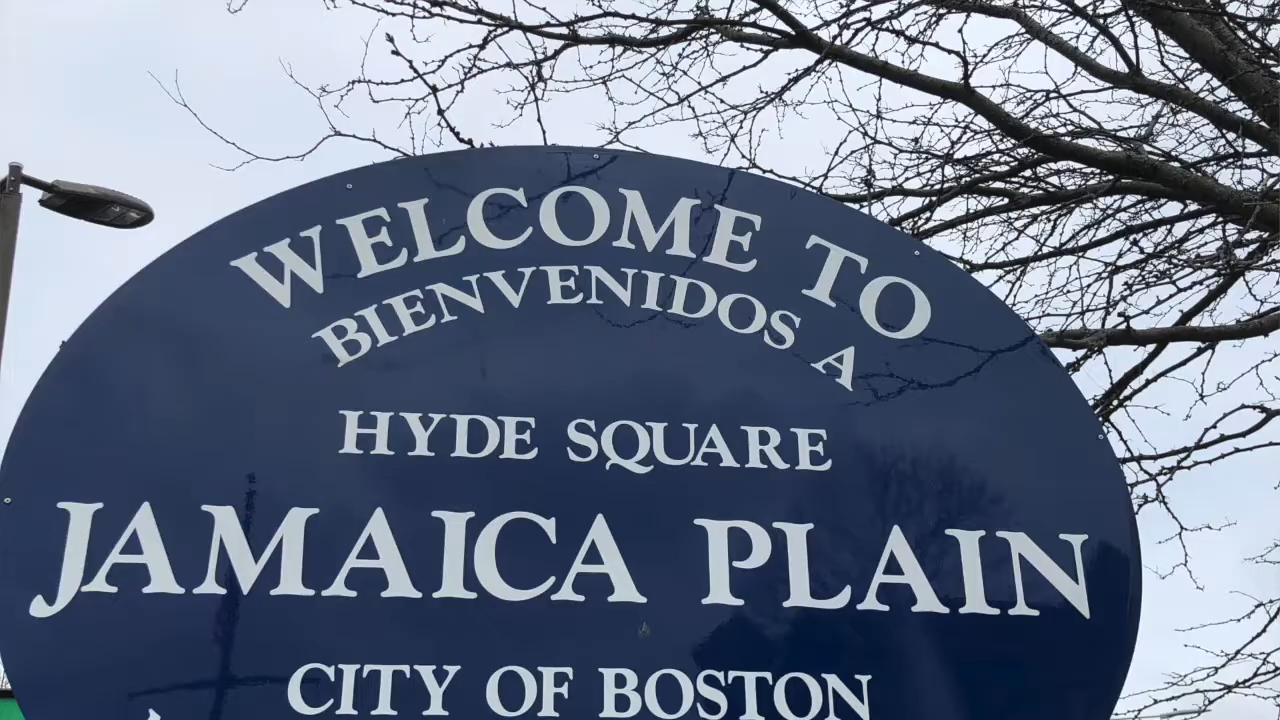 WELCOME TO
BIENVENIDOS A
HYDE SQUARE
JAMAICA PLAIN
CITY OF BOSTON